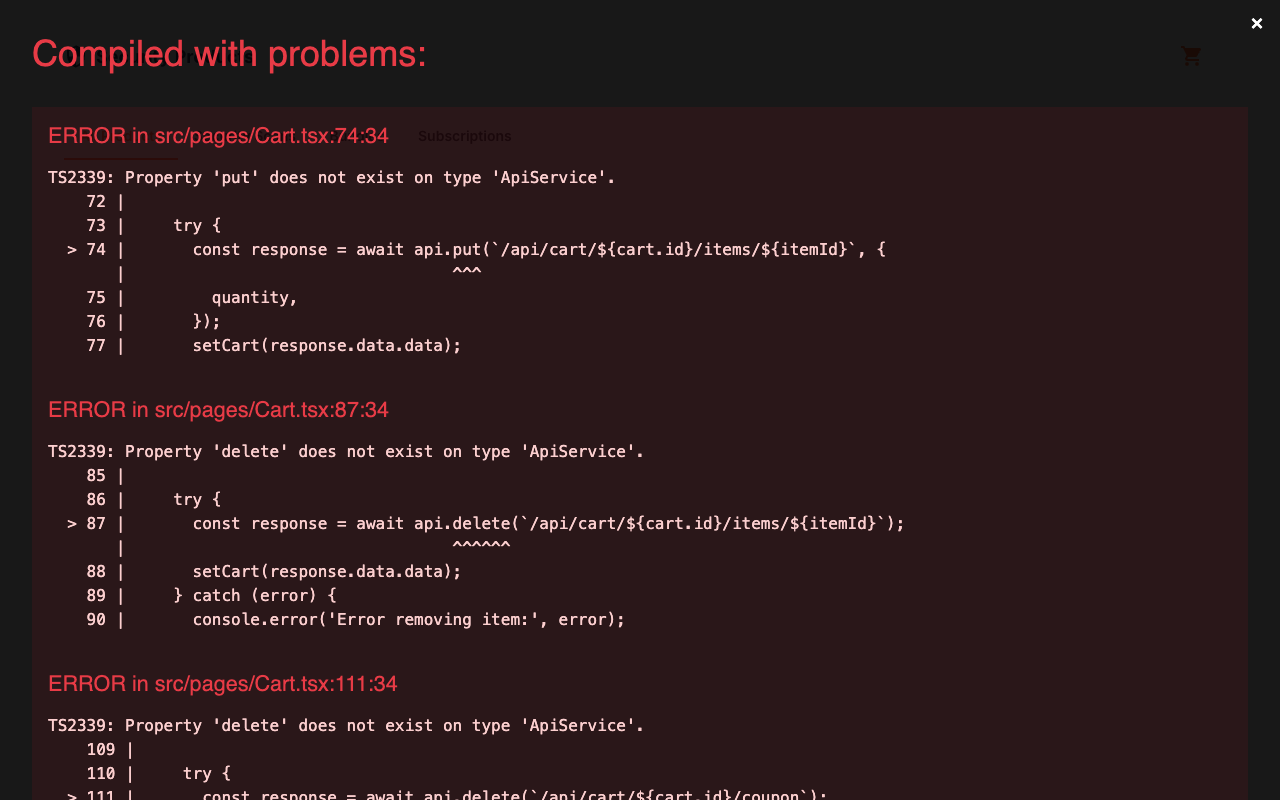 Compiled with problems:
×
ERROR in src/pages/Cart.tsx:74:34
Subscriptions
TS2339: Property 'put' does not exist on type 'ApiService'.
    72 |
    73 |     try {
  > 74 |       const response = await api.put(`/api/cart/${cart.id}/items/${itemId}`, {
       |                                  ^^^
    75 |         quantity,
    76 |       });
    77 |       setCart(response.data.data);
ERROR in src/pages/Cart.tsx:87:34
TS2339: Property 'delete' does not exist on type 'ApiService'.
    85 |
    86 |     try {
  > 87 |       const response = await api.delete(`/api/cart/${cart.id}/items/${itemId}`);
       |                                  ^^^^^^
    88 |       setCart(response.data.data);
    89 |     } catch (error) {
    90 |       console.error('Error removing item:', error);
ERROR in src/pages/Cart.tsx:111:34
TS2339: Property 'delete' does not exist on type 'ApiService'.
    109 |
    110 |     try {
  > 111 |       const response = await api.delete(`/api/cart/${cart.id}/coupon`);